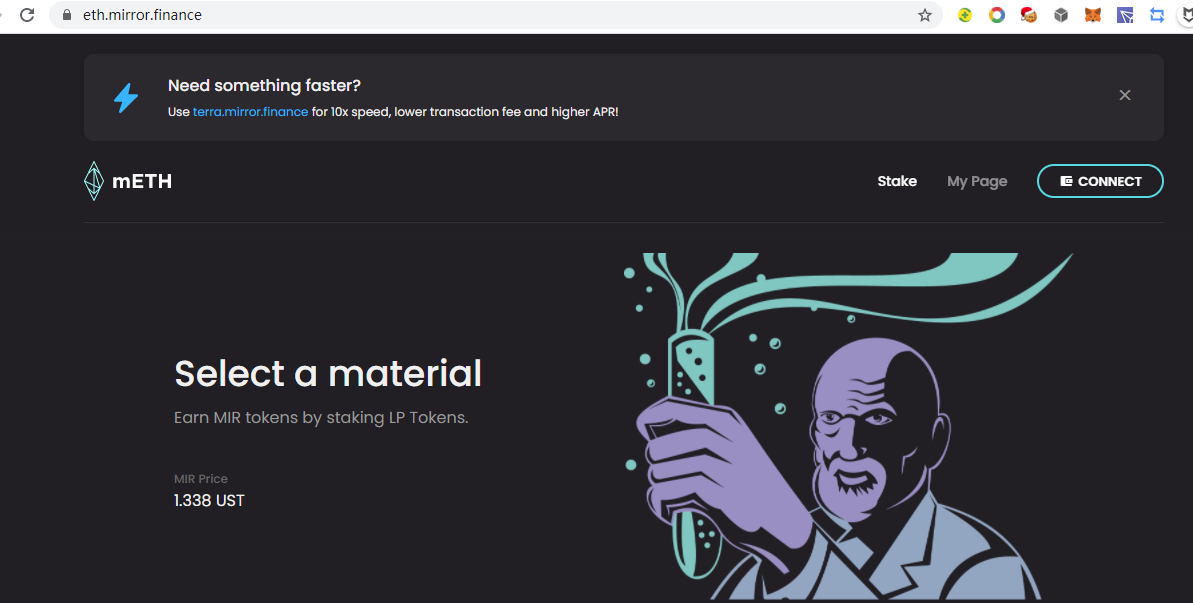 eth.mirror.finance
Need something faster?
Use terra.mirror.finance for 10x speed, lower transaction fee and higher APR!
mETH
Stake
My Page
CONNECT
Select a material
Earn MIR tokens by staking LP Tokens.
MIR Price
1.338 UST